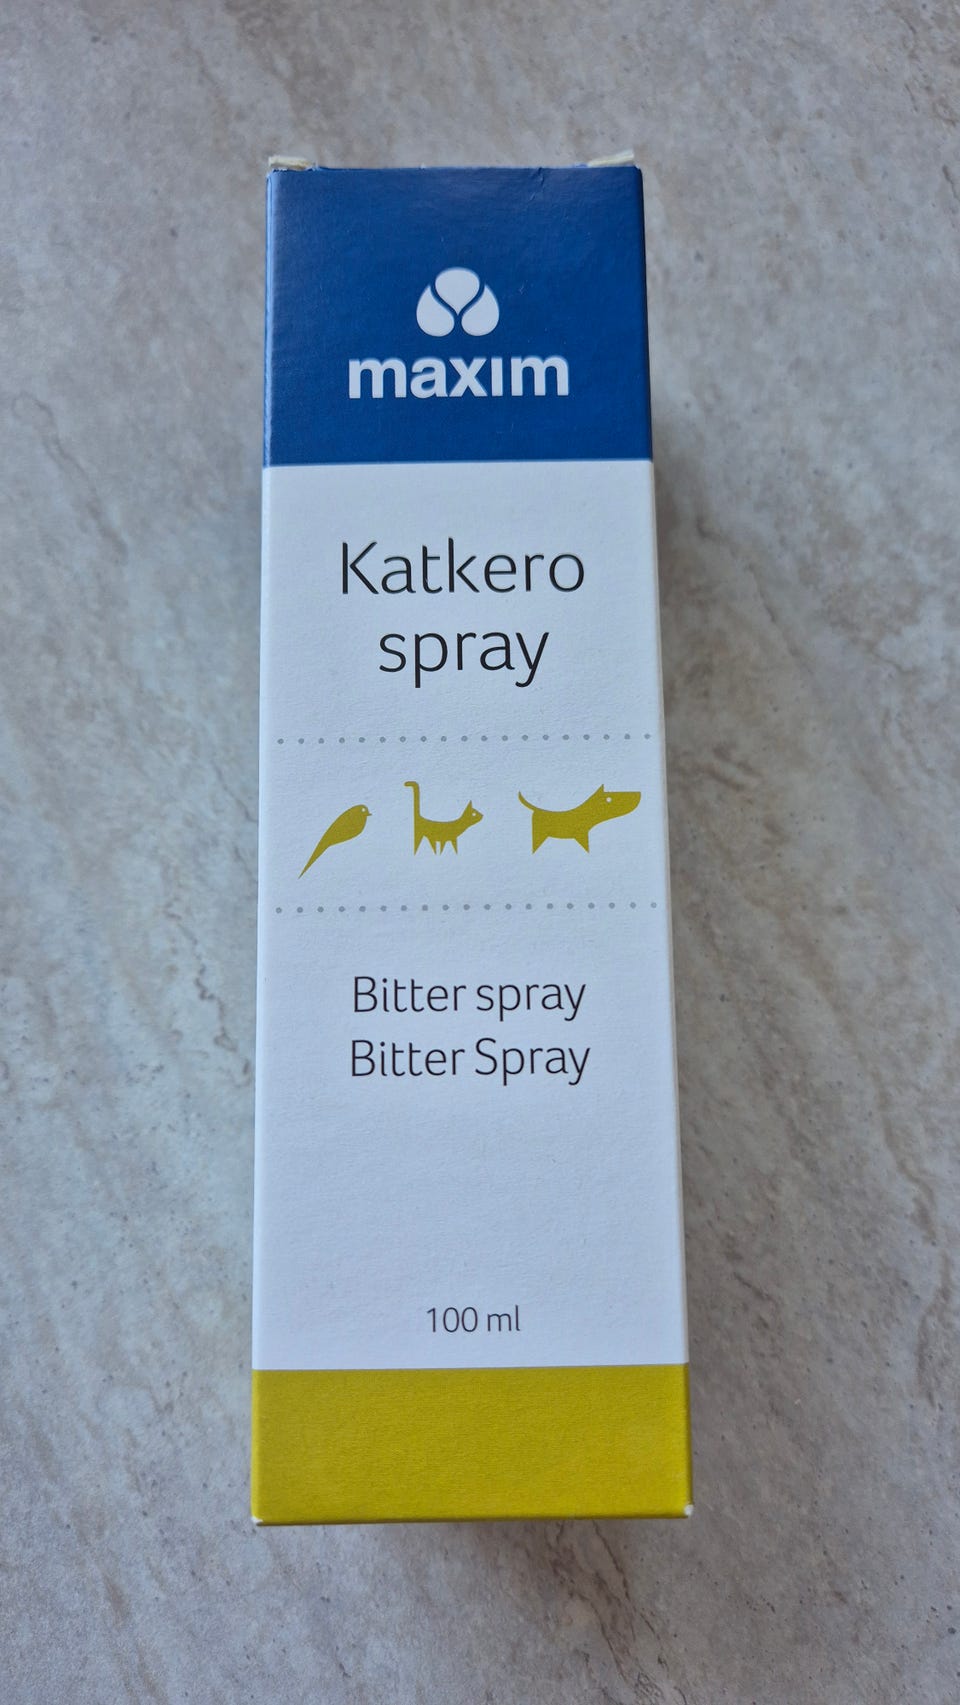 maxim
Katkero
spray
Bitter spray
Bitter Spray
100 ml